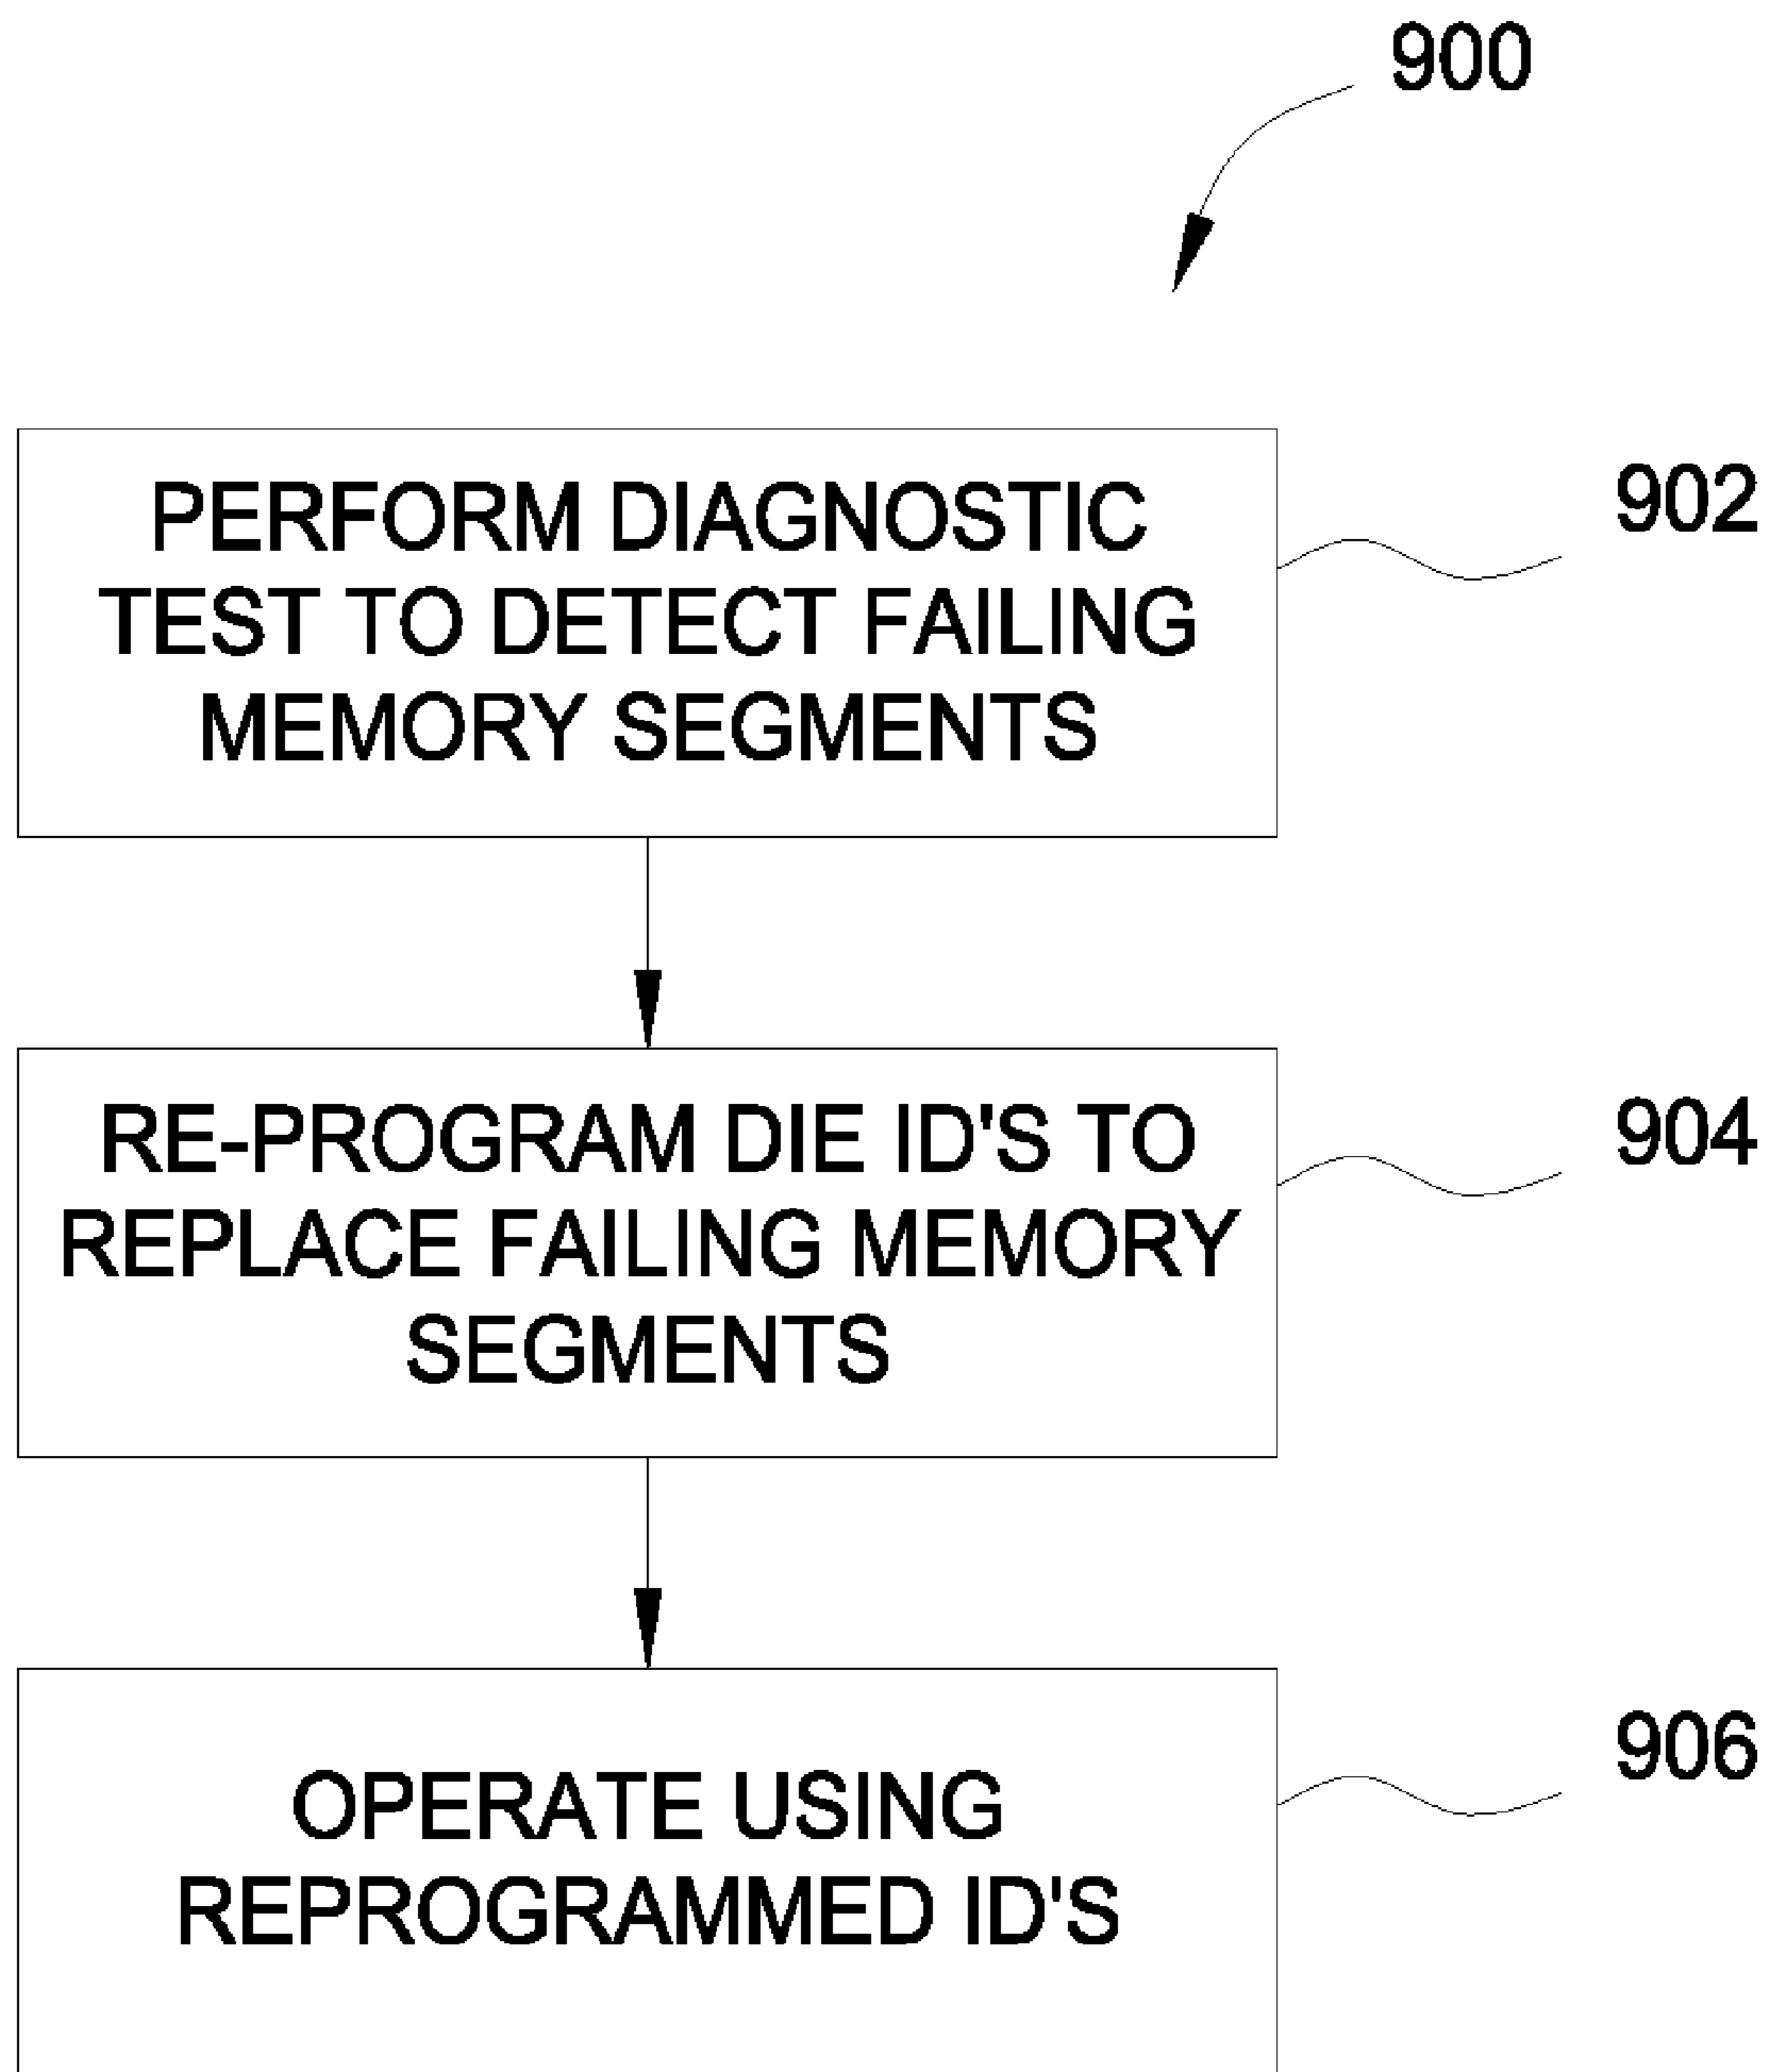 900
PERFORM DIAGNOSTIC
TEST TO DETECT FAILING
MEMORY SEGMENTS
902
RE-PROGRAM DIE ID'S TO
REPLACE FAILING MEMORY
SEGMENTS
904
OPERATE USING
REPROGRAMMED ID'S
906